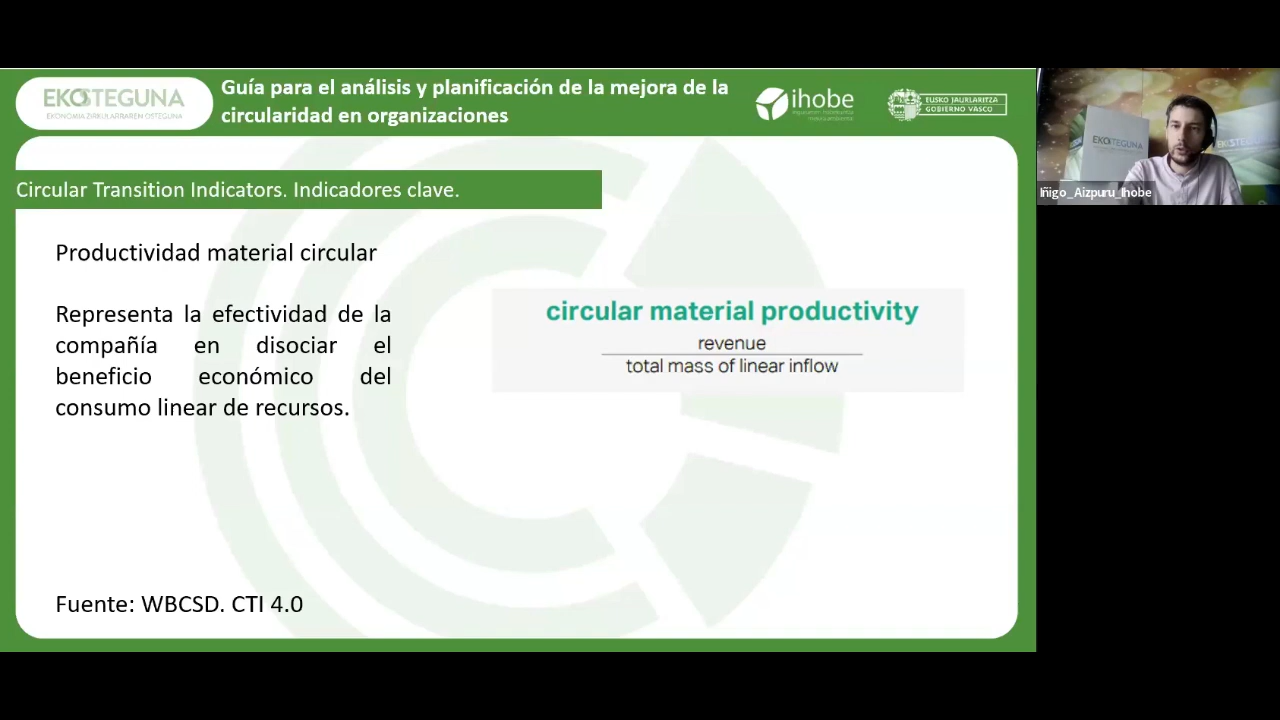 EKOSTEGUNA
EKONOMIA ZIRKULARRAREN OSTEGUNA
Guía para el análisis y planificación de la mejora de la
circularidad en organizaciones
ihobe
EUSKO JAURLARITZA
GOBIERNO VASCO
Circular Transition Indicators. Indicadores clave.
Productividad material circular
Representa la efectividad de la
compañía en disociar el
beneficio económico del
consumo linear de recursos.
circular material productivity
revenue
total mass of linear inflow
Fuente: WBCSD. CTI 4.0
EKOSTEGUNA
Iñigo_Aizpuru_Ihobe